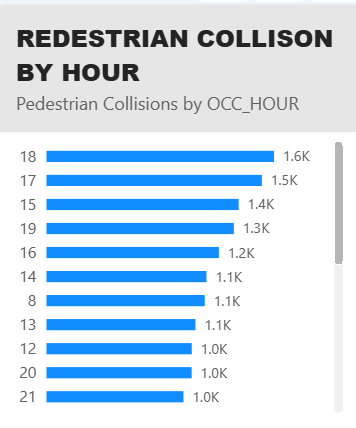 REDESTRIAN COLLISON
BY HOUR
Pedestrian Collisions by OCC_HOUR
18 1.6K
17 1.5K
15 1.4K
19 1.3K
16 1.2K
14 1.1K
8 1.1K
13 1.1K
12 1.0K
20 1.0K
21 1.0K